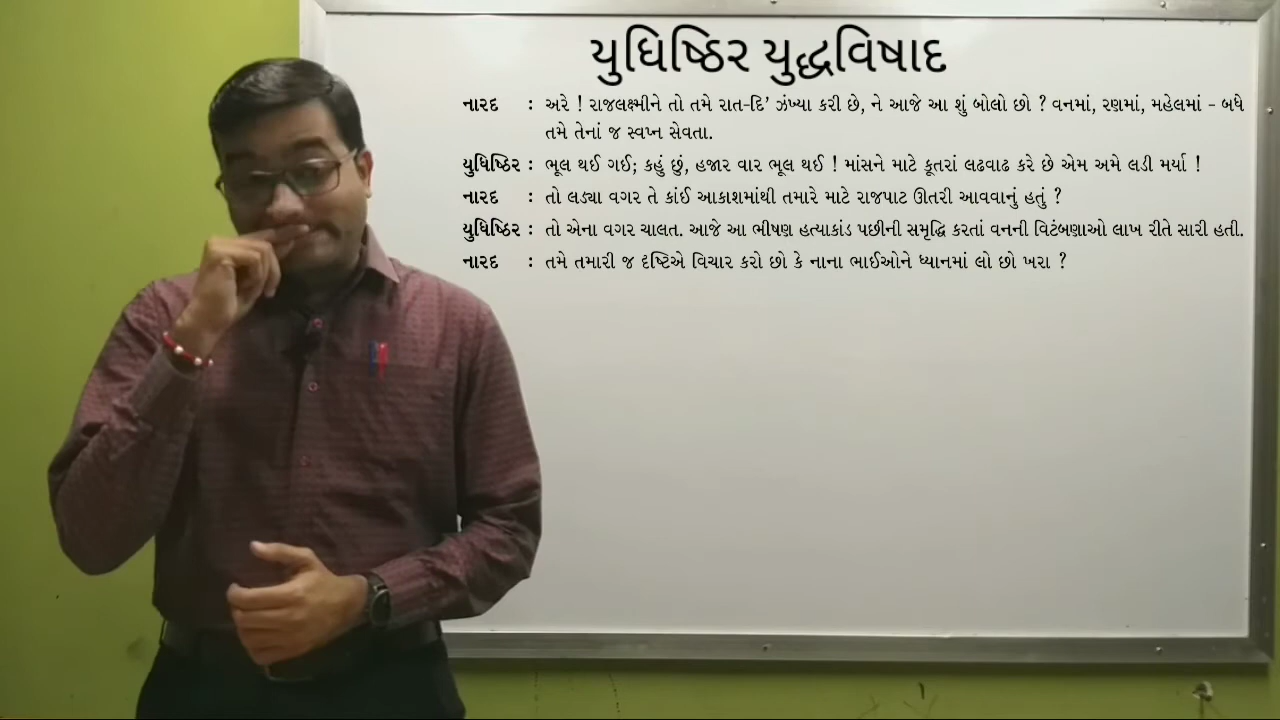 યુધિષ્ઠિર યુદ્ધવિષાદ
નારદ : અરે ! રાજલક્ષ્મીને તો તમે રાત-દિ’ ઝંખ્યા કરી છે, ને આજે આ શું બોલો છો ? વનમાં, રણમાં, મહેલમાં - બધે
તમે તેનાં જ સ્વપ્ન સેવતા.
યુધિષ્ઠિર : ભૂલ થઈ ગઈ; કહું છું, હજાર વાર ભૂલ થઈ ! માંસને માટે કૂતરાં લઢવાઢ કરે છે એમ અમે લડી મર્યા !
નારદ : તો લડ્યા વગર તે કાંઈ આકાશમાંથી તમારે માટે રાજપાટ ઊતરી આવવાનું હતું ?
યુધિષ્ઠિર : તો એના વગર ચાલત. આજે આ ભીષણ હત્યાકાંડ પછીની સમૃદ્ધિ કરતાં વનની વિટંબણાઓ લાખ રીતે સારી હતી.
નારદ : તમે તમારી જ દૃષ્ટિએ વિચાર કરો છો કે નાના ભાઈઓને ધ્યાનમાં લો છો ખરા ?